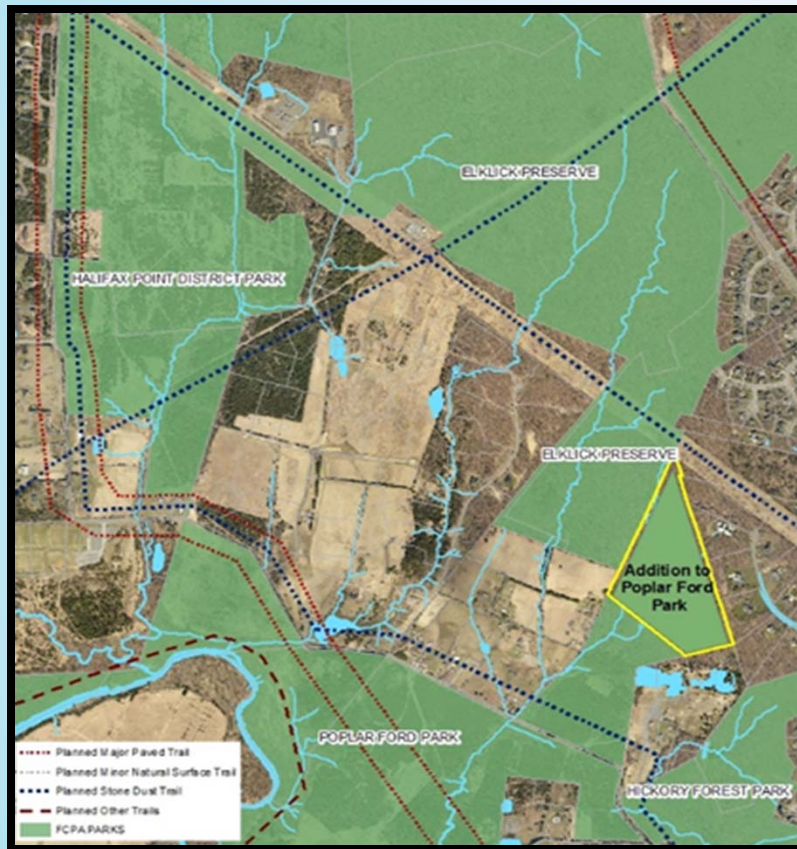 ELKLICK PRESERVE
HALIFAX POINT DISTRICT PARK
ELKLICK PRESERVE
Addition to
Poplar Ford
Park
POPLAR FORD PARK
HICKORY FOREST PARK
Planned Major Paved Trail
Planned Minor Natural Surface Trail
Planned Stone Dust Trail
Planned Other Trails
FCPA PARKS